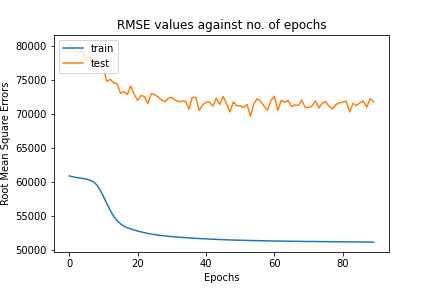 RMSE values against no. of epochs
train
test
Root Mean Square Errors
80000
75000
70000
65000
60000
55000
50000
0
20
40
60
80
Epochs